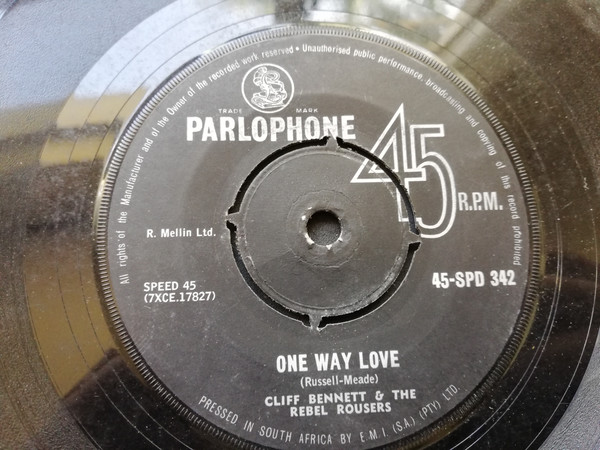 All rights of the Manufacturer and of the Owner of the recorded work reserved • Unauthorised public performance, broadcasting and copying of this record prohibited
TRADE MARK
PARLOPHONE
45
R.P.M.
R. Mellin Ltd.
SPEED 45
(7XCE.17827)
45-SPD 342
ONE WAY LOVE
(Russell-Meade)
CLIFF BENNETT & THE
REBEL ROUSERS
PRESSED IN SOUTH AFRICA BY E.M.I. (S.A.) (PTY) LTD.